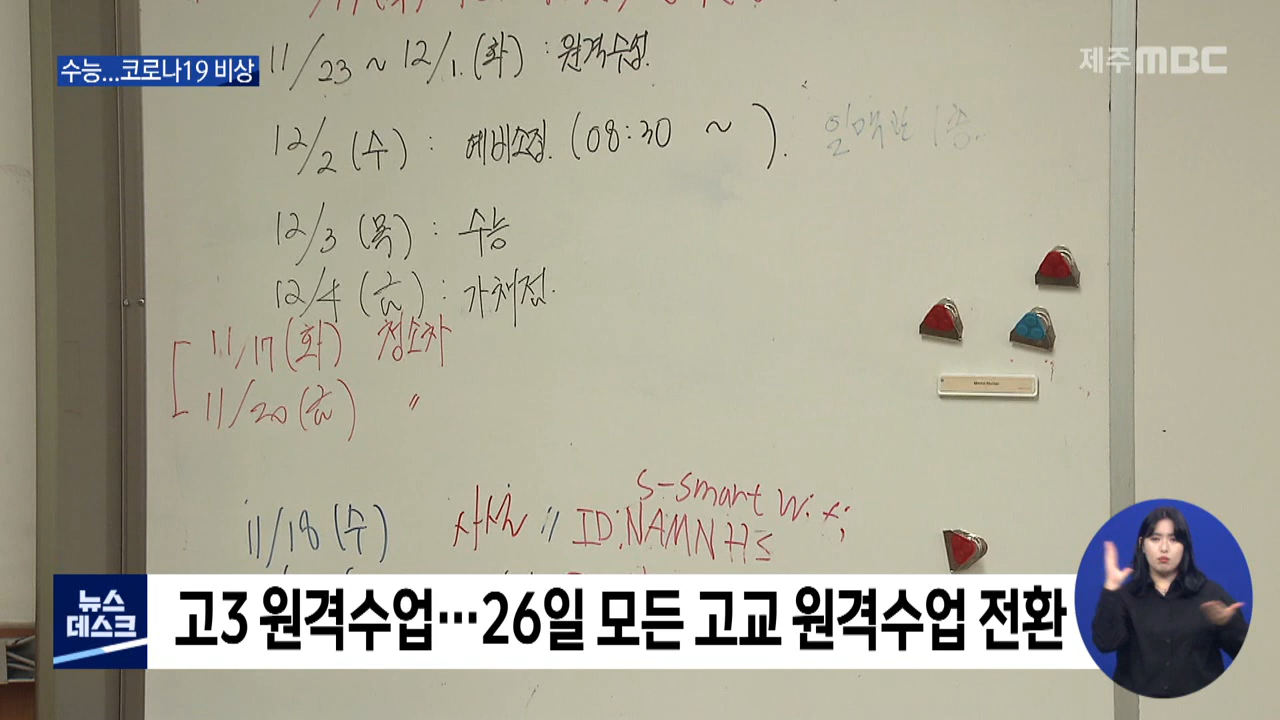 수능...코로나19 비상
제주MBC
11/23 ~ 12/1.(화) : 원격수업.
12/2 (수) : 예비소집. (08:30 ~ ). 1층.
12/3 (목) : 수능
12/4 (금) : 가채점.
11/17 (화) 청소차
11/20 (금) 〃
S-smart Wifi
11/18 (수) ID.NAMNHS
뉴스
데스크
고3 원격수업…26일 모든 고교 원격수업 전환